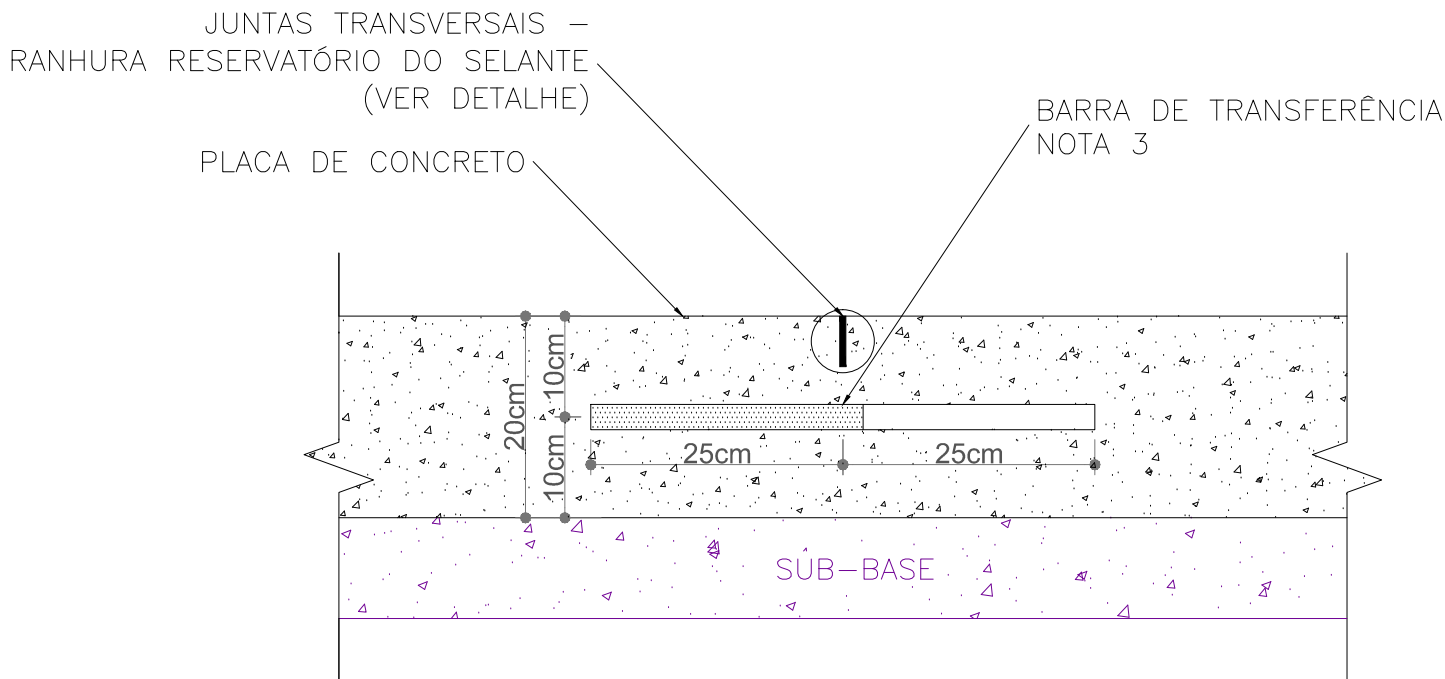 JUNTAS TRANSVERSAIS –
RANHURA RESERVATÓRIO DO SELANTE
(VER DETALHE)
BARRA DE TRANSFERÊNCIA
NOTA 3
PLACA DE CONCRETO
20cm
10cm
10cm
25cm
25cm
SUB-BASE